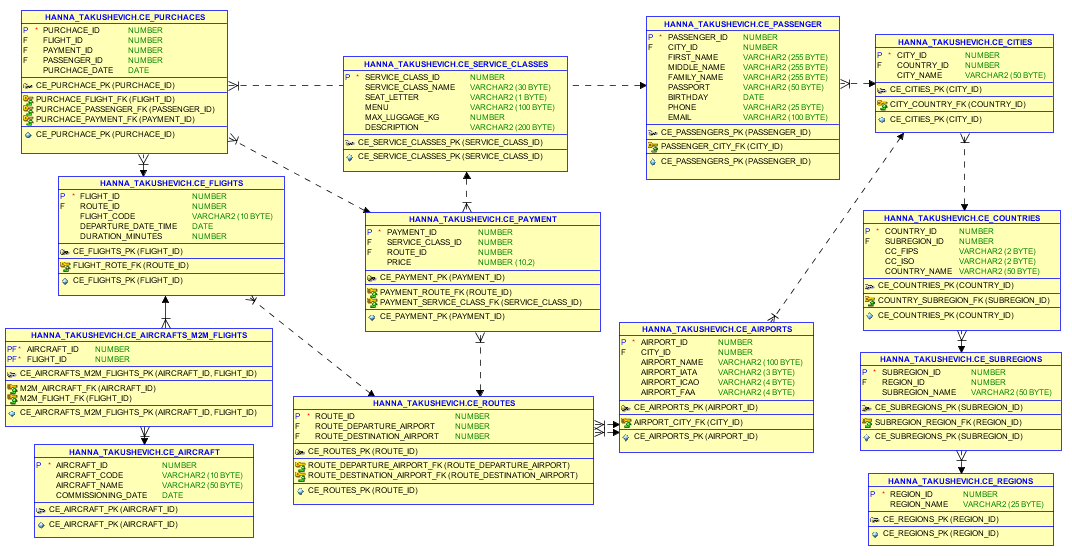 HANNA_TAKUSHEVICH.CE_PURCHACES
P * PURCHACE_ID NUMBER
F FLIGHT_ID NUMBER
F PAYMENT_ID NUMBER
F PASSENGER_ID NUMBER
PURCHACE_DATE DATE
CE_PURCHACE_PK (PURCHACE_ID)
PURCHACE_FLIGHT_FK (FLIGHT_ID)
PURCHACE_PASSENGER_FK (PASSENGER_ID)
PURCHACE_PAYMENT_FK (PAYMENT_ID)
CE_PURCHACE_PK (PURCHACE_ID)
HANNA_TAKUSHEVICH.CE_SERVICE_CLASSES
P * SERVICE_CLASS_ID NUMBER
SERVICE_CLASS_NAME VARCHAR2 (30 BYTE)
SEAT_LETTER VARCHAR2 (1 BYTE)
MENU VARCHAR2 (100 BYTE)
MAX_LUGGAGE_KG NUMBER
DESCRIPTION VARCHAR2 (200 BYTE)
CE_SERVICE_CLASSES_PK (SERVICE_CLASS_ID)
CE_SERVICE_CLASSES_PK (SERVICE_CLASS_ID)
HANNA_TAKUSHEVICH.CE_PASSENGER
P * PASSENGER_ID NUMBER
F CITY_ID NUMBER
FIRST_NAME VARCHAR2 (255 BYTE)
MIDDLE_NAME VARCHAR2 (255 BYTE)
FAMILY_NAME VARCHAR2 (255 BYTE)
PASSPORT VARCHAR2 (50 BYTE)
BIRTHDAY DATE
PHONE VARCHAR2 (25 BYTE)
EMAIL VARCHAR2 (100 BYTE)
CE_PASSENGERS_PK (PASSENGER_ID)
PASSENGER_CITY_FK (CITY_ID)
CE_PASSENGERS_PK (PASSENGER_ID)
HANNA_TAKUSHEVICH.CE_CITIES
P * CITY_ID NUMBER
F COUNTRY_ID NUMBER
CITY_NAME VARCHAR2 (50 BYTE)
CE_CITIES_PK (CITY_ID)
CITY_COUNTRY_FK (COUNTRY_ID)
CE_CITIES_PK (CITY_ID)
HANNA_TAKUSHEVICH.CE_FLIGHTS
P * FLIGHT_ID NUMBER
F ROUTE_ID NUMBER
FLIGHT_CODE VARCHAR2 (10 BYTE)
DEPARTURE_DATE_TIME DATE
DURATION_MINUTES NUMBER
CE_FLIGHTS_PK (FLIGHT_ID)
FLIGHT_ROTE_FK (ROUTE_ID)
CE_FLIGHTS_PK (FLIGHT_ID)
HANNA_TAKUSHEVICH.CE_PAYMENT
P * PAYMENT_ID NUMBER
F SERVICE_CLASS_ID NUMBER
F ROUTE_ID NUMBER
PRICE NUMBER (10,2)
CE_PAYMENT_PK (PAYMENT_ID)
PAYMENT_ROUTE_FK (ROUTE_ID)
PAYMENT_SERVICE_CLASS_FK (SERVICE_CLASS_ID)
CE_PAYMENT_PK (PAYMENT_ID)
HANNA_TAKUSHEVICH.CE_COUNTRIES
P * COUNTRY_ID NUMBER
F SUBREGION_ID NUMBER
CC_FIPS VARCHAR2 (2 BYTE)
CC_ISO VARCHAR2 (2 BYTE)
COUNTRY_NAME VARCHAR2 (50 BYTE)
CE_COUNTRIES_PK (COUNTRY_ID)
COUNTRY_SUBREGION_FK (SUBREGION_ID)
CE_COUNTRIES_PK (COUNTRY_ID)
HANNA_TAKUSHEVICH.CE_AIRCRAFTS_M2M_FLIGHTS
PF* AIRCRAFT_ID NUMBER
PF* FLIGHT_ID NUMBER
CE_AIRCRAFTS_M2M_FLIGHTS_PK (AIRCRAFT_ID, FLIGHT_ID)
M2M_AIRCRAFT_FK (AIRCRAFT_ID)
M2M_FLIGHT_FK (FLIGHT_ID)
CE_AIRCRAFTS_M2M_FLIGHTS_PK (AIRCRAFT_ID, FLIGHT_ID)
HANNA_TAKUSHEVICH.CE_AIRPORTS
P * AIRPORT_ID NUMBER
F CITY_ID NUMBER
AIRPORT_NAME VARCHAR2 (100 BYTE)
AIRPORT_IATA VARCHAR2 (3 BYTE)
AIRPORT_ICAO VARCHAR2 (4 BYTE)
AIRPORT_FAA VARCHAR2 (4 BYTE)
CE_AIRPORTS_PK (AIRPORT_ID)
AIRPORT_CITY_FK (CITY_ID)
CE_AIRPORTS_PK (AIRPORT_ID)
HANNA_TAKUSHEVICH.CE_SUBREGIONS
P * SUBREGION_ID NUMBER
F REGION_ID NUMBER
SUBREGION_NAME VARCHAR2 (50 BYTE)
CE_SUBREGIONS_PK (SUBREGION_ID)
SUBREGION_REGION_FK (REGION_ID)
CE_SUBREGIONS_PK (SUBREGION_ID)
HANNA_TAKUSHEVICH.CE_ROUTES
P * ROUTE_ID NUMBER
F ROUTE_DEPARTURE_AIRPORT NUMBER
F ROUTE_DESTINATION_AIRPORT NUMBER
CE_ROUTES_PK (ROUTE_ID)
ROUTE_DEPARTURE_AIRPORT_FK (ROUTE_DEPARTURE_AIRPORT)
ROUTE_DESTINATION_AIRPORT_FK (ROUTE_DESTINATION_AIRPORT)
CE_ROUTES_PK (ROUTE_ID)
HANNA_TAKUSHEVICH.CE_AIRCRAFT
P * AIRCRAFT_ID NUMBER
AIRCRAFT_CODE VARCHAR2 (10 BYTE)
AIRCRAFT_NAME VARCHAR2 (50 BYTE)
COMMISSIONING_DATE DATE
CE_AIRCRAFT_PK (AIRCRAFT_ID)
CE_AIRCRAFT_PK (AIRCRAFT_ID)
HANNA_TAKUSHEVICH.CE_REGIONS
P * REGION_ID NUMBER
REGION_NAME VARCHAR2 (25 BYTE)
CE_REGIONS_PK (REGION_ID)
CE_REGIONS_PK (REGION_ID)